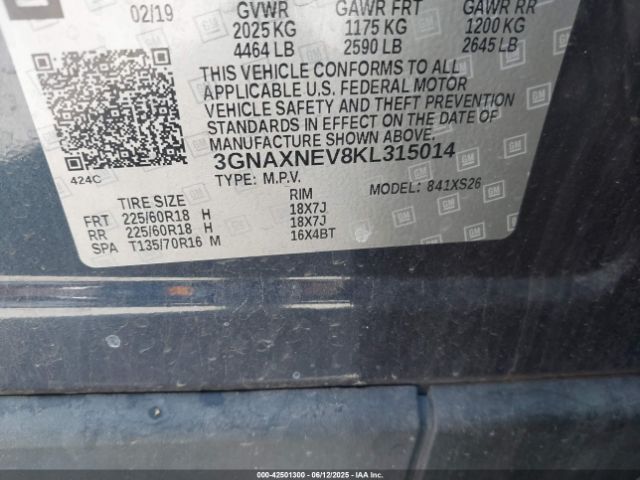 02/19 GVWR GAWR FRT GAWR RR
2025 KG 1175 KG 1200 KG
4464 LB 2590 LB 2645 LB
THIS VEHICLE CONFORMS TO ALL
APPLICABLE U.S. FEDERAL MOTOR
VEHICLE SAFETY AND THEFT PREVENTION
STANDARDS IN EFFECT ON THE DATE OF
MANUFACTURE SHOWN ABOVE.
3GNAXNEV8KL315014
424C
TYPE: M.P.V. MODEL: 841XS26
TIRE SIZE RIM
FRT 225/60R18 H 18X7J
RR 225/60R18 H 18X7J
SPA T135/70R16 M 16X4BT
000-42501300 - 06/12/2025 - IAA Inc. ©Copyright